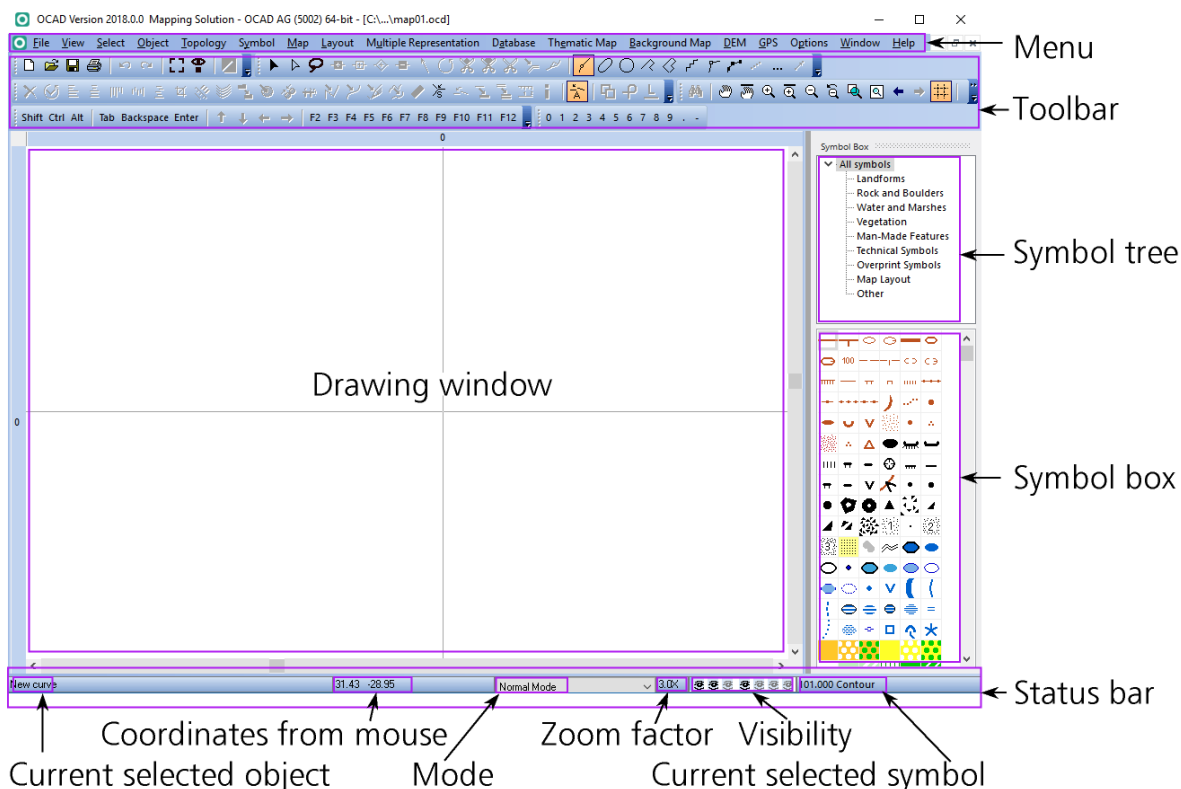 OCAD Version 2018.0.0 Mapping Solution - OCAD AG (5002) 64-bit - [C:\...\map01.ocd]
File View Select Object Topology Symbol Map Layout Multiple Representation Database Thematic Map Background Map DEM GPS Options Window Help
Menu
Toolbar
Shift Ctrl Alt Tab Backspace Enter F2 F3 F4 F5 F6 F7 F8 F9 F10 F11 F12 0 1 2 3 4 5 6 7 8 9 . -
0
Symbol Box
All symbols
Landforms
Rock and Boulders
Water and Marshes
Vegetation
Man-Made Features
Technical Symbols
Overprint Symbols
Map Layout
Other
Symbol tree
100
Drawing window
0
Symbol box
1 2
3
New curve 31.43 -28.95 Normal Mode 3.0X 101.000 Contour
Status bar
Coordinates from mouse Zoom factor Visibility
Current selected object Mode Current selected symbol